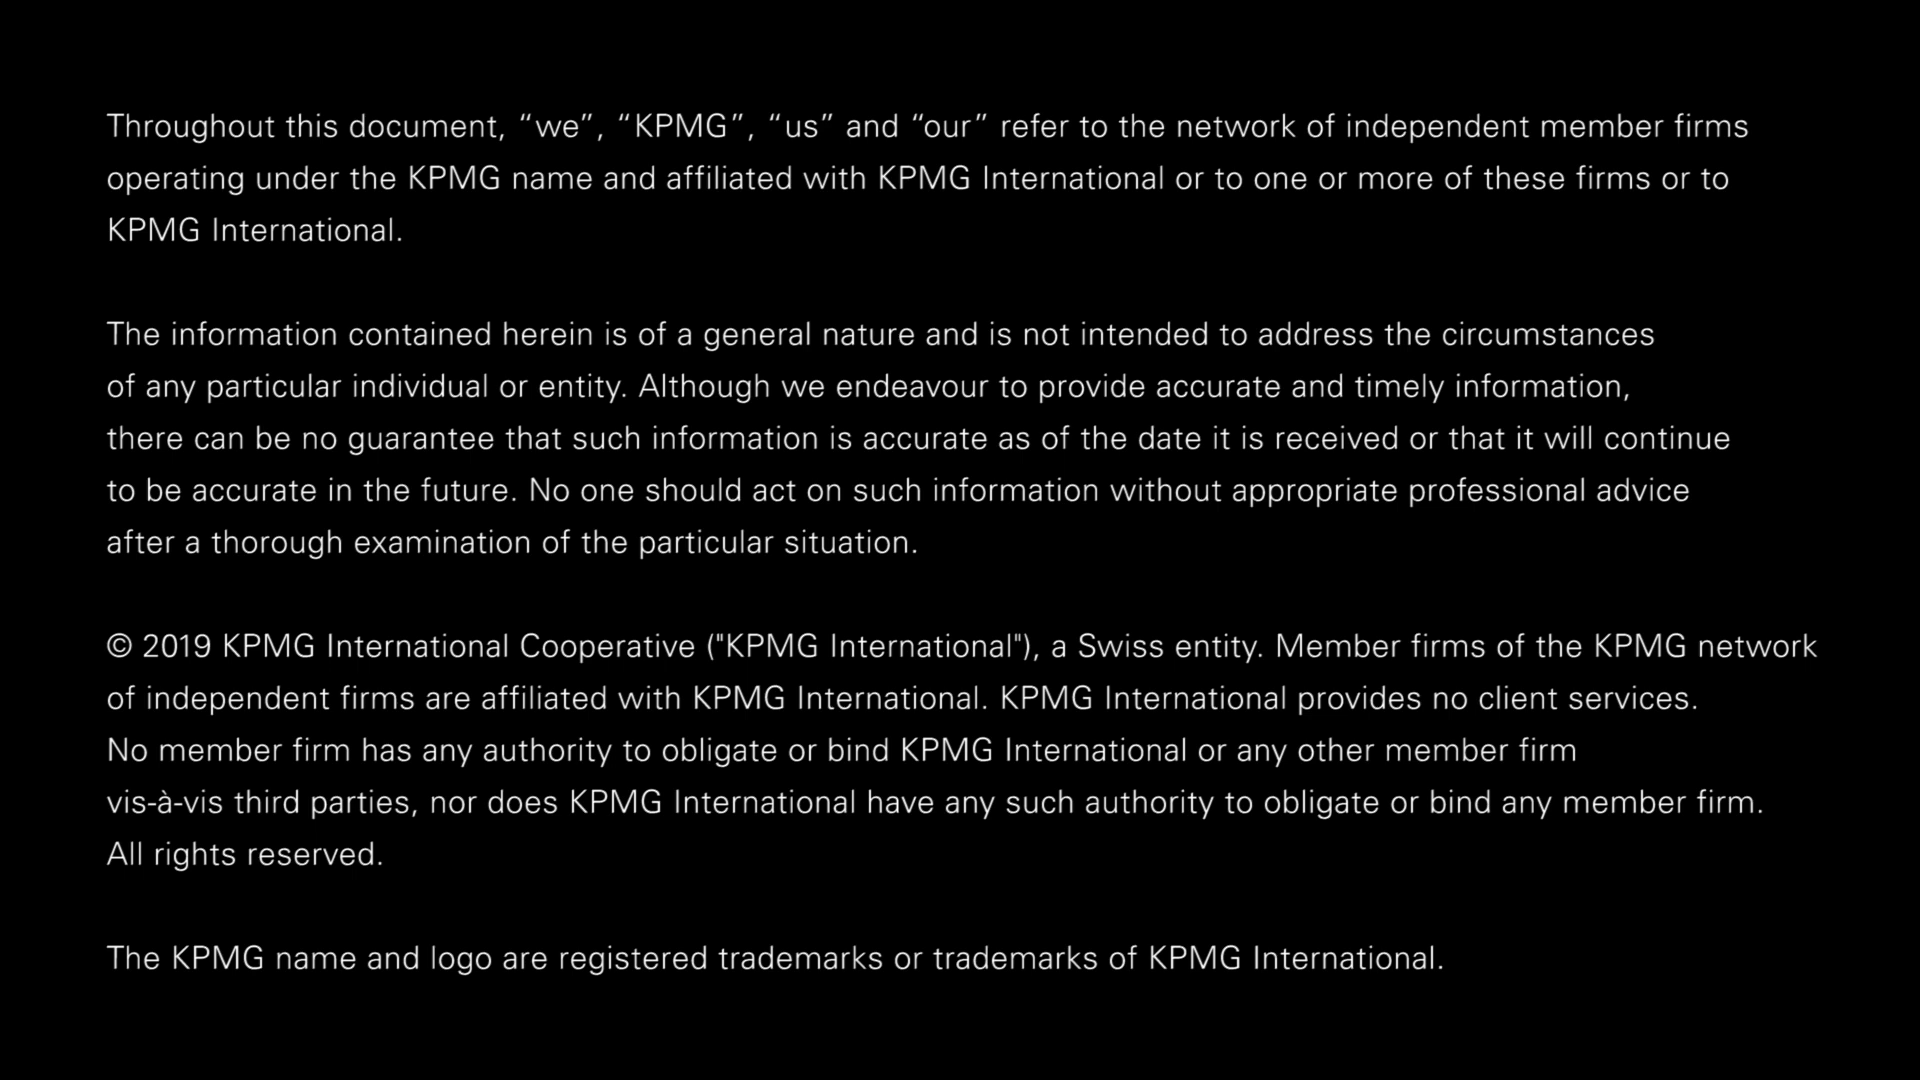 Throughout this document, “we”, “KPMG”, “us” and “our” refer to the network of independent member firms
operating under the KPMG name and affiliated with KPMG International or to one or more of these firms or to
KPMG International.
The information contained herein is of a general nature and is not intended to address the circumstances
of any particular individual or entity. Although we endeavour to provide accurate and timely information,
there can be no guarantee that such information is accurate as of the date it is received or that it will continue
to be accurate in the future. No one should act on such information without appropriate professional advice
after a thorough examination of the particular situation.
© 2019 KPMG International Cooperative ("KPMG International"), a Swiss entity. Member firms of the KPMG network
of independent firms are affiliated with KPMG International. KPMG International provides no client services.
No member firm has any authority to obligate or bind KPMG International or any other member firm
vis-à-vis third parties, nor does KPMG International have any such authority to obligate or bind any member firm.
All rights reserved.
The KPMG name and logo are registered trademarks or trademarks of KPMG International.